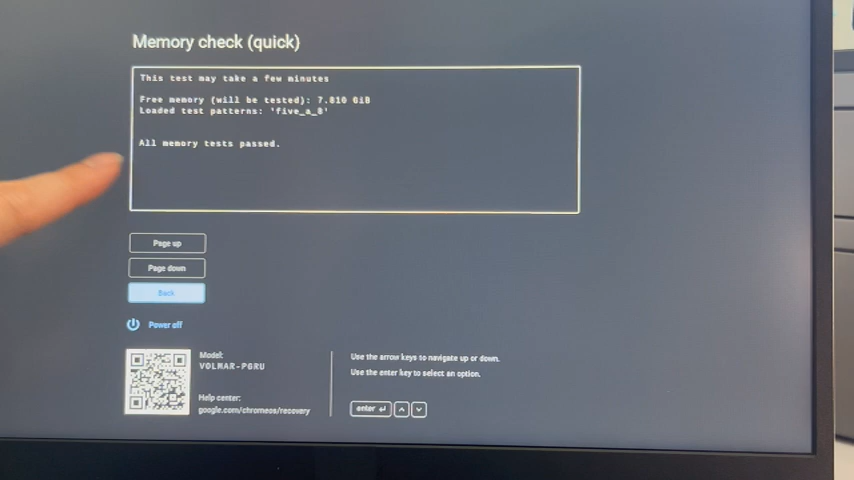 Memory check (quick)
This test may take a few minutes
Free memory (will be tested): 7.810 GiB
Loaded test patterns: 'five_a_8'
All memory tests passed.
Page up
Page down
Back
Power off
Model:
VOLMAR-PGRU
Help center:
google.com/chromeos/recovery
Use the arrow keys to navigate up or down.
Use the enter key to select an option.
enter